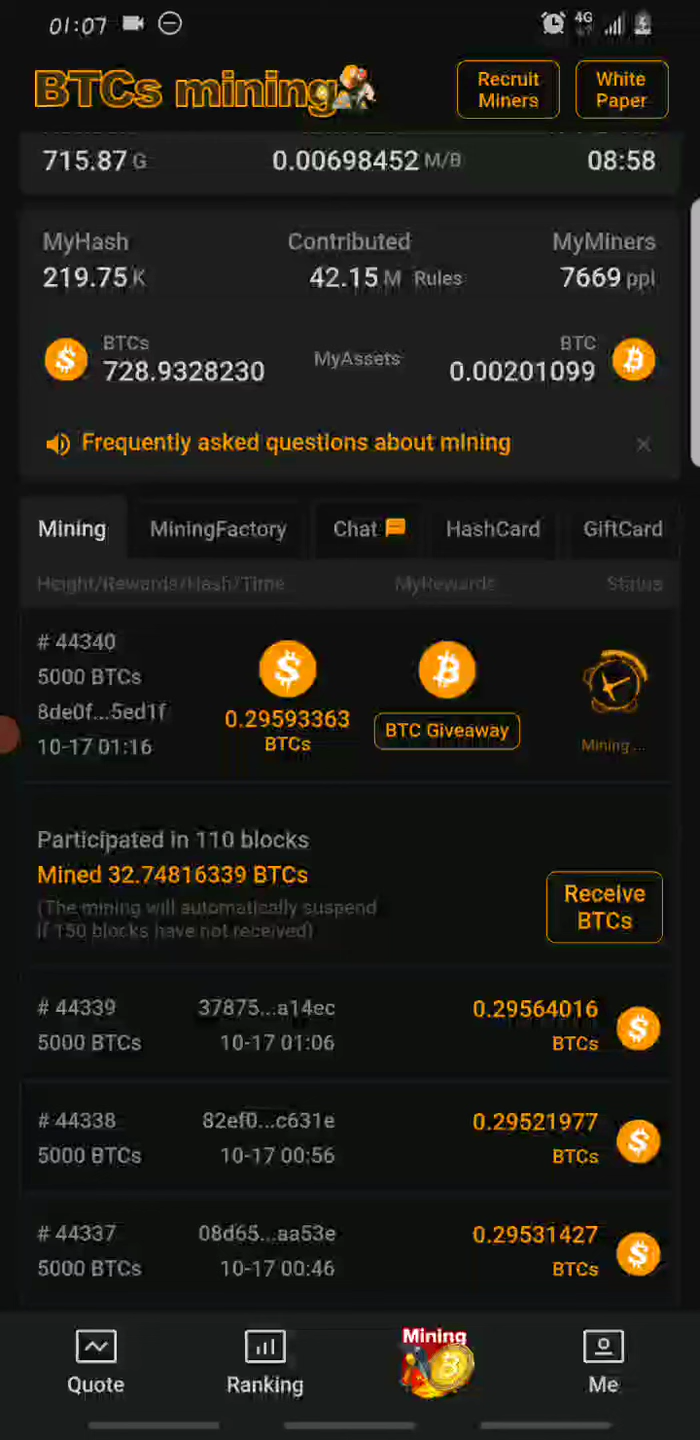 01:07
4G
BTCs mining
Recruit Miners
White Paper
715.87 G 0.00698452 M/B 08:58
MyHash Contributed MyMiners
219.75 K 42.15 M Rules 7669 ppl
BTCs MyAssets BTC
728.9328230 0.00201099
Frequently asked questions about mining
Mining MiningFactory Chat HashCard GiftCard
Height/Rewards/Hash/Time MyRewards Status
# 44340
5000 BTCs
8de0f...5ed1f
10-17 01:16
0.29593363
BTCs
BTC Giveaway
Mining ...
Participated in 110 blocks
Mined 32.74816339 BTCs
(The mining will automatically suspend
if 150 blocks have not received)
Receive
BTCs
# 44339 37875...a14ec 0.29564016
5000 BTCs 10-17 01:06 BTCs
# 44338 82ef0...c631e 0.29521977
5000 BTCs 10-17 00:56 BTCs
# 44337 08d65...aa53e 0.29531427
5000 BTCs 10-17 00:46 BTCs
Mining
Quote Ranking Me